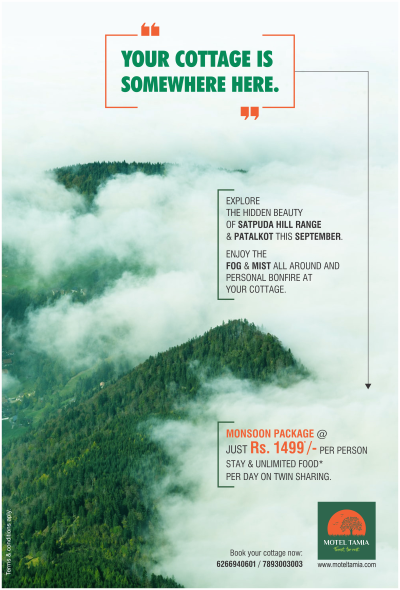 “
YOUR COTTAGE IS
SOMEWHERE HERE.
”
EXPLORE
THE HIDDEN BEAUTY
OF SATPUDA HILL RANGE
& PATALKOT THIS SEPTEMBER.
ENJOY THE
FOG & MIST ALL AROUND AND
PERSONAL BONFIRE AT
YOUR COTTAGE.
MONSOON PACKAGE @
JUST Rs. 1499*/- PER PERSON
STAY & UNLIMITED FOOD*
PER DAY ON TWIN SHARING.
MOTEL TAMIA
Book your cottage now:
6266940601 / 7893003003
www.moteltamia.com
Terms & conditions aply